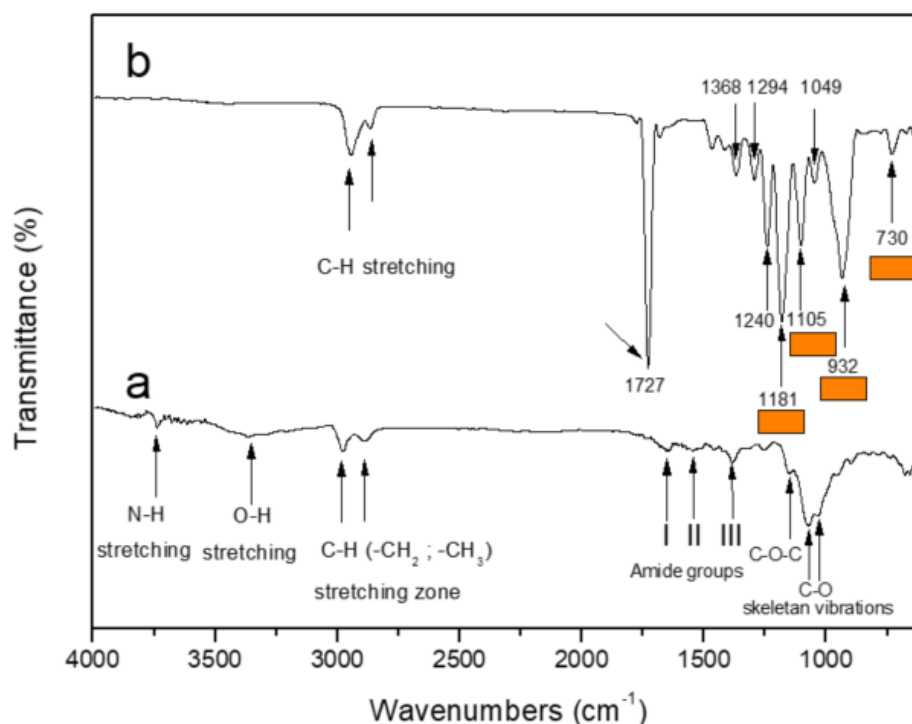 b
1368 1294 1049
C-H stretching
730
1240
1105
1727
932
1181
a
N-H
stretching
O-H
stretching
C-H (-CH2 ; -CH3)
stretching zone
I II III
Amide groups
C-O-C
C-O
skeletan vibrations
Transmittance (%)
4000 3500 3000 2500 2000 1500 1000
Wavenumbers (cm-1)